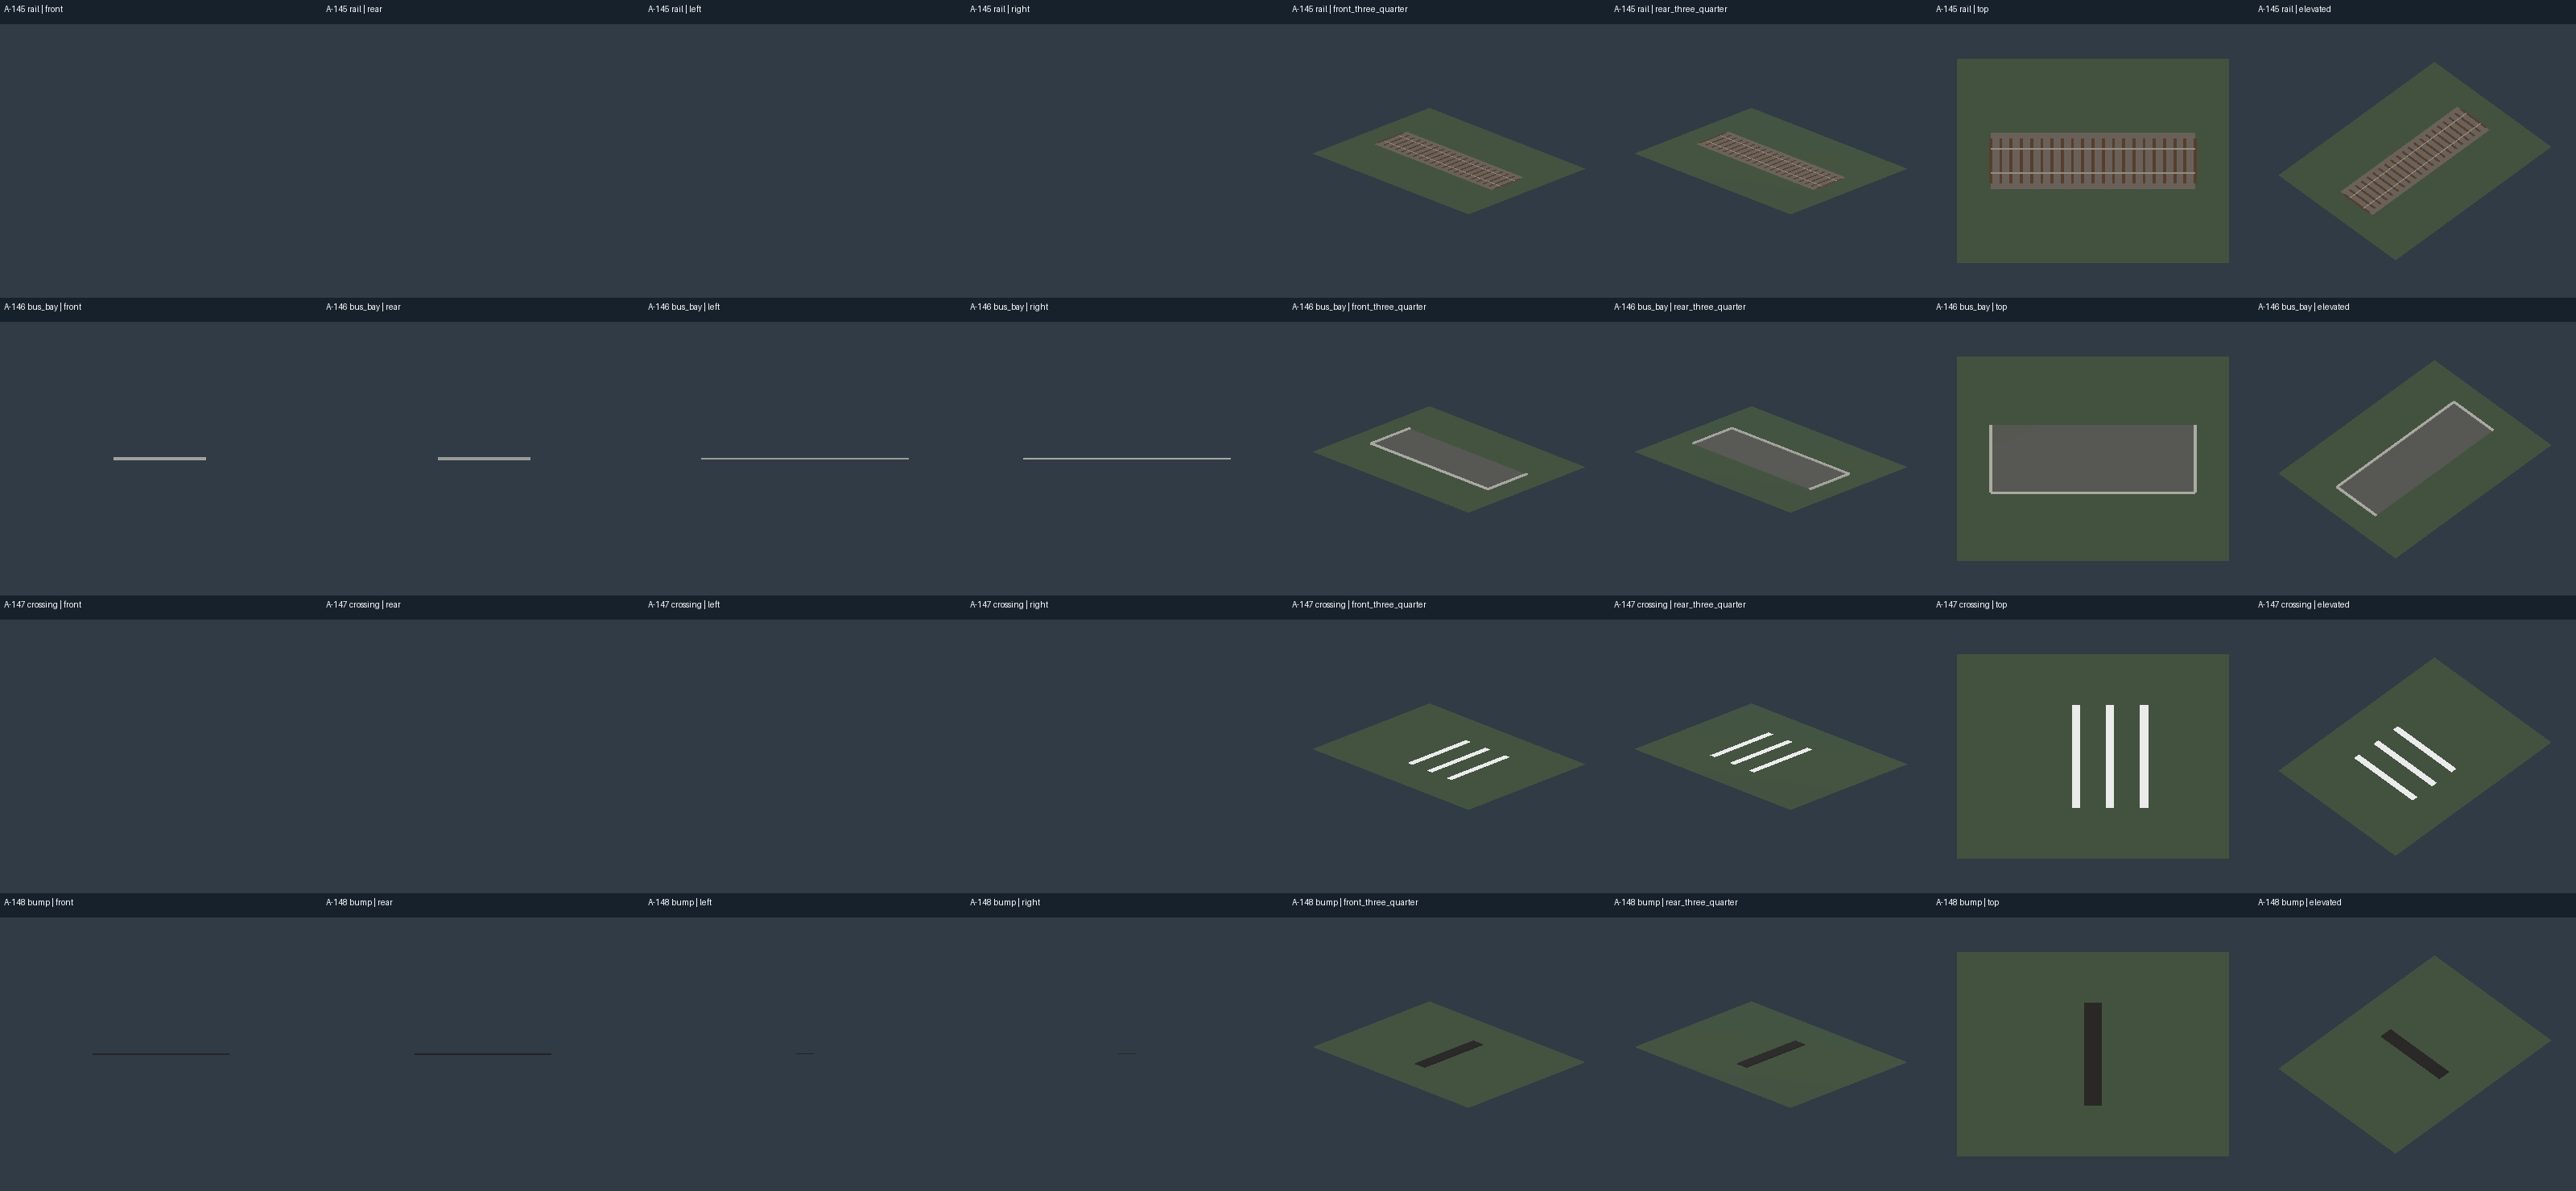 A-145 rail | front
A-145 rail | rear
A-145 rail | left
A-145 rail | right
A-145 rail | front_three_quarter
A-145 rail | rear_three_quarter
A-145 rail | top
A-145 rail | elevated
A-146 bus_bay | front
A-146 bus_bay | rear
A-146 bus_bay | left
A-146 bus_bay | right
A-146 bus_bay | front_three_quarter
A-146 bus_bay | rear_three_quarter
A-146 bus_bay | top
A-146 bus_bay | elevated
A-147 crossing | front
A-147 crossing | rear
A-147 crossing | left
A-147 crossing | right
A-147 crossing | front_three_quarter
A-147 crossing | rear_three_quarter
A-147 crossing | top
A-147 crossing | elevated
A-148 bump | front
A-148 bump | rear
A-148 bump | left
A-148 bump | right
A-148 bump | front_three_quarter
A-148 bump | rear_three_quarter
A-148 bump | top
A-148 bump | elevated